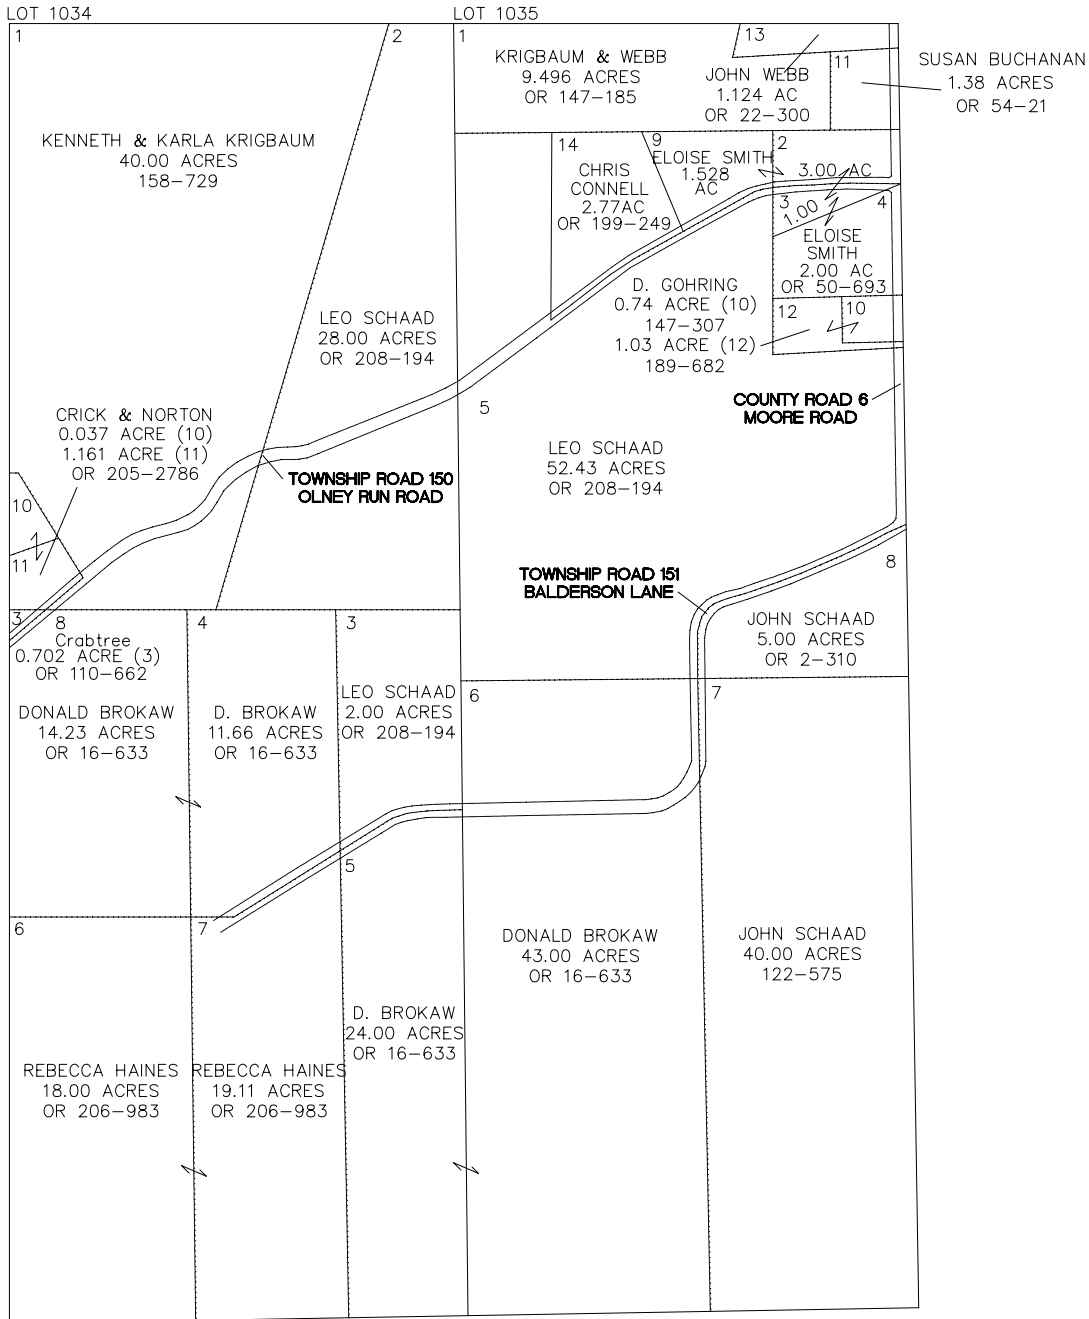 LOT 1034
LOT 1035
1
2
1
13
11
KRIGBAUM & WEBB
9.496 ACRES
OR 147-185
JOHN WEBB
1.124 AC
OR 22-300
SUSAN BUCHANAN
1.38 ACRES
OR 54-21
KENNETH & KARLA KRIGBAUM
40.00 ACRES
158-729
14
CHRIS
CONNELL
2.77AC
OR 199-249
9
ELOISE SMITH
1.528
AC
2
3.00 AC
3
1.00
4
ELOISE
SMITH
2.00 AC
OR 50-693
D. GOHRING
0.74 ACRE (10)
147-307
1.03 ACRE (12)
189-682
12
10
LEO SCHAAD
28.00 ACRES
OR 208-194
COUNTY ROAD 6
MOORE ROAD
5
CRICK & NORTON
0.037 ACRE (10)
1.161 ACRE (11)
OR 205-2786
LEO SCHAAD
52.43 ACRES
OR 208-194
TOWNSHIP ROAD 150
OLNEY RUN ROAD
10
11
TOWNSHIP ROAD 151
BALDERSON LANE
8
JOHN SCHAAD
5.00 ACRES
OR 2-310
3
8
Crabtree
0.702 ACRE (3)
OR 110-662
4
3
DONALD BROKAW
14.23 ACRES
OR 16-633
D. BROKAW
11.66 ACRES
OR 16-633
LEO SCHAAD
2.00 ACRES
OR 208-194
6
7
5
6
7
DONALD BROKAW
43.00 ACRES
OR 16-633
JOHN SCHAAD
40.00 ACRES
122-575
D. BROKAW
24.00 ACRES
OR 16-633
REBECCA HAINES
18.00 ACRES
OR 206-983
REBECCA HAINES
19.11 ACRES
OR 206-983